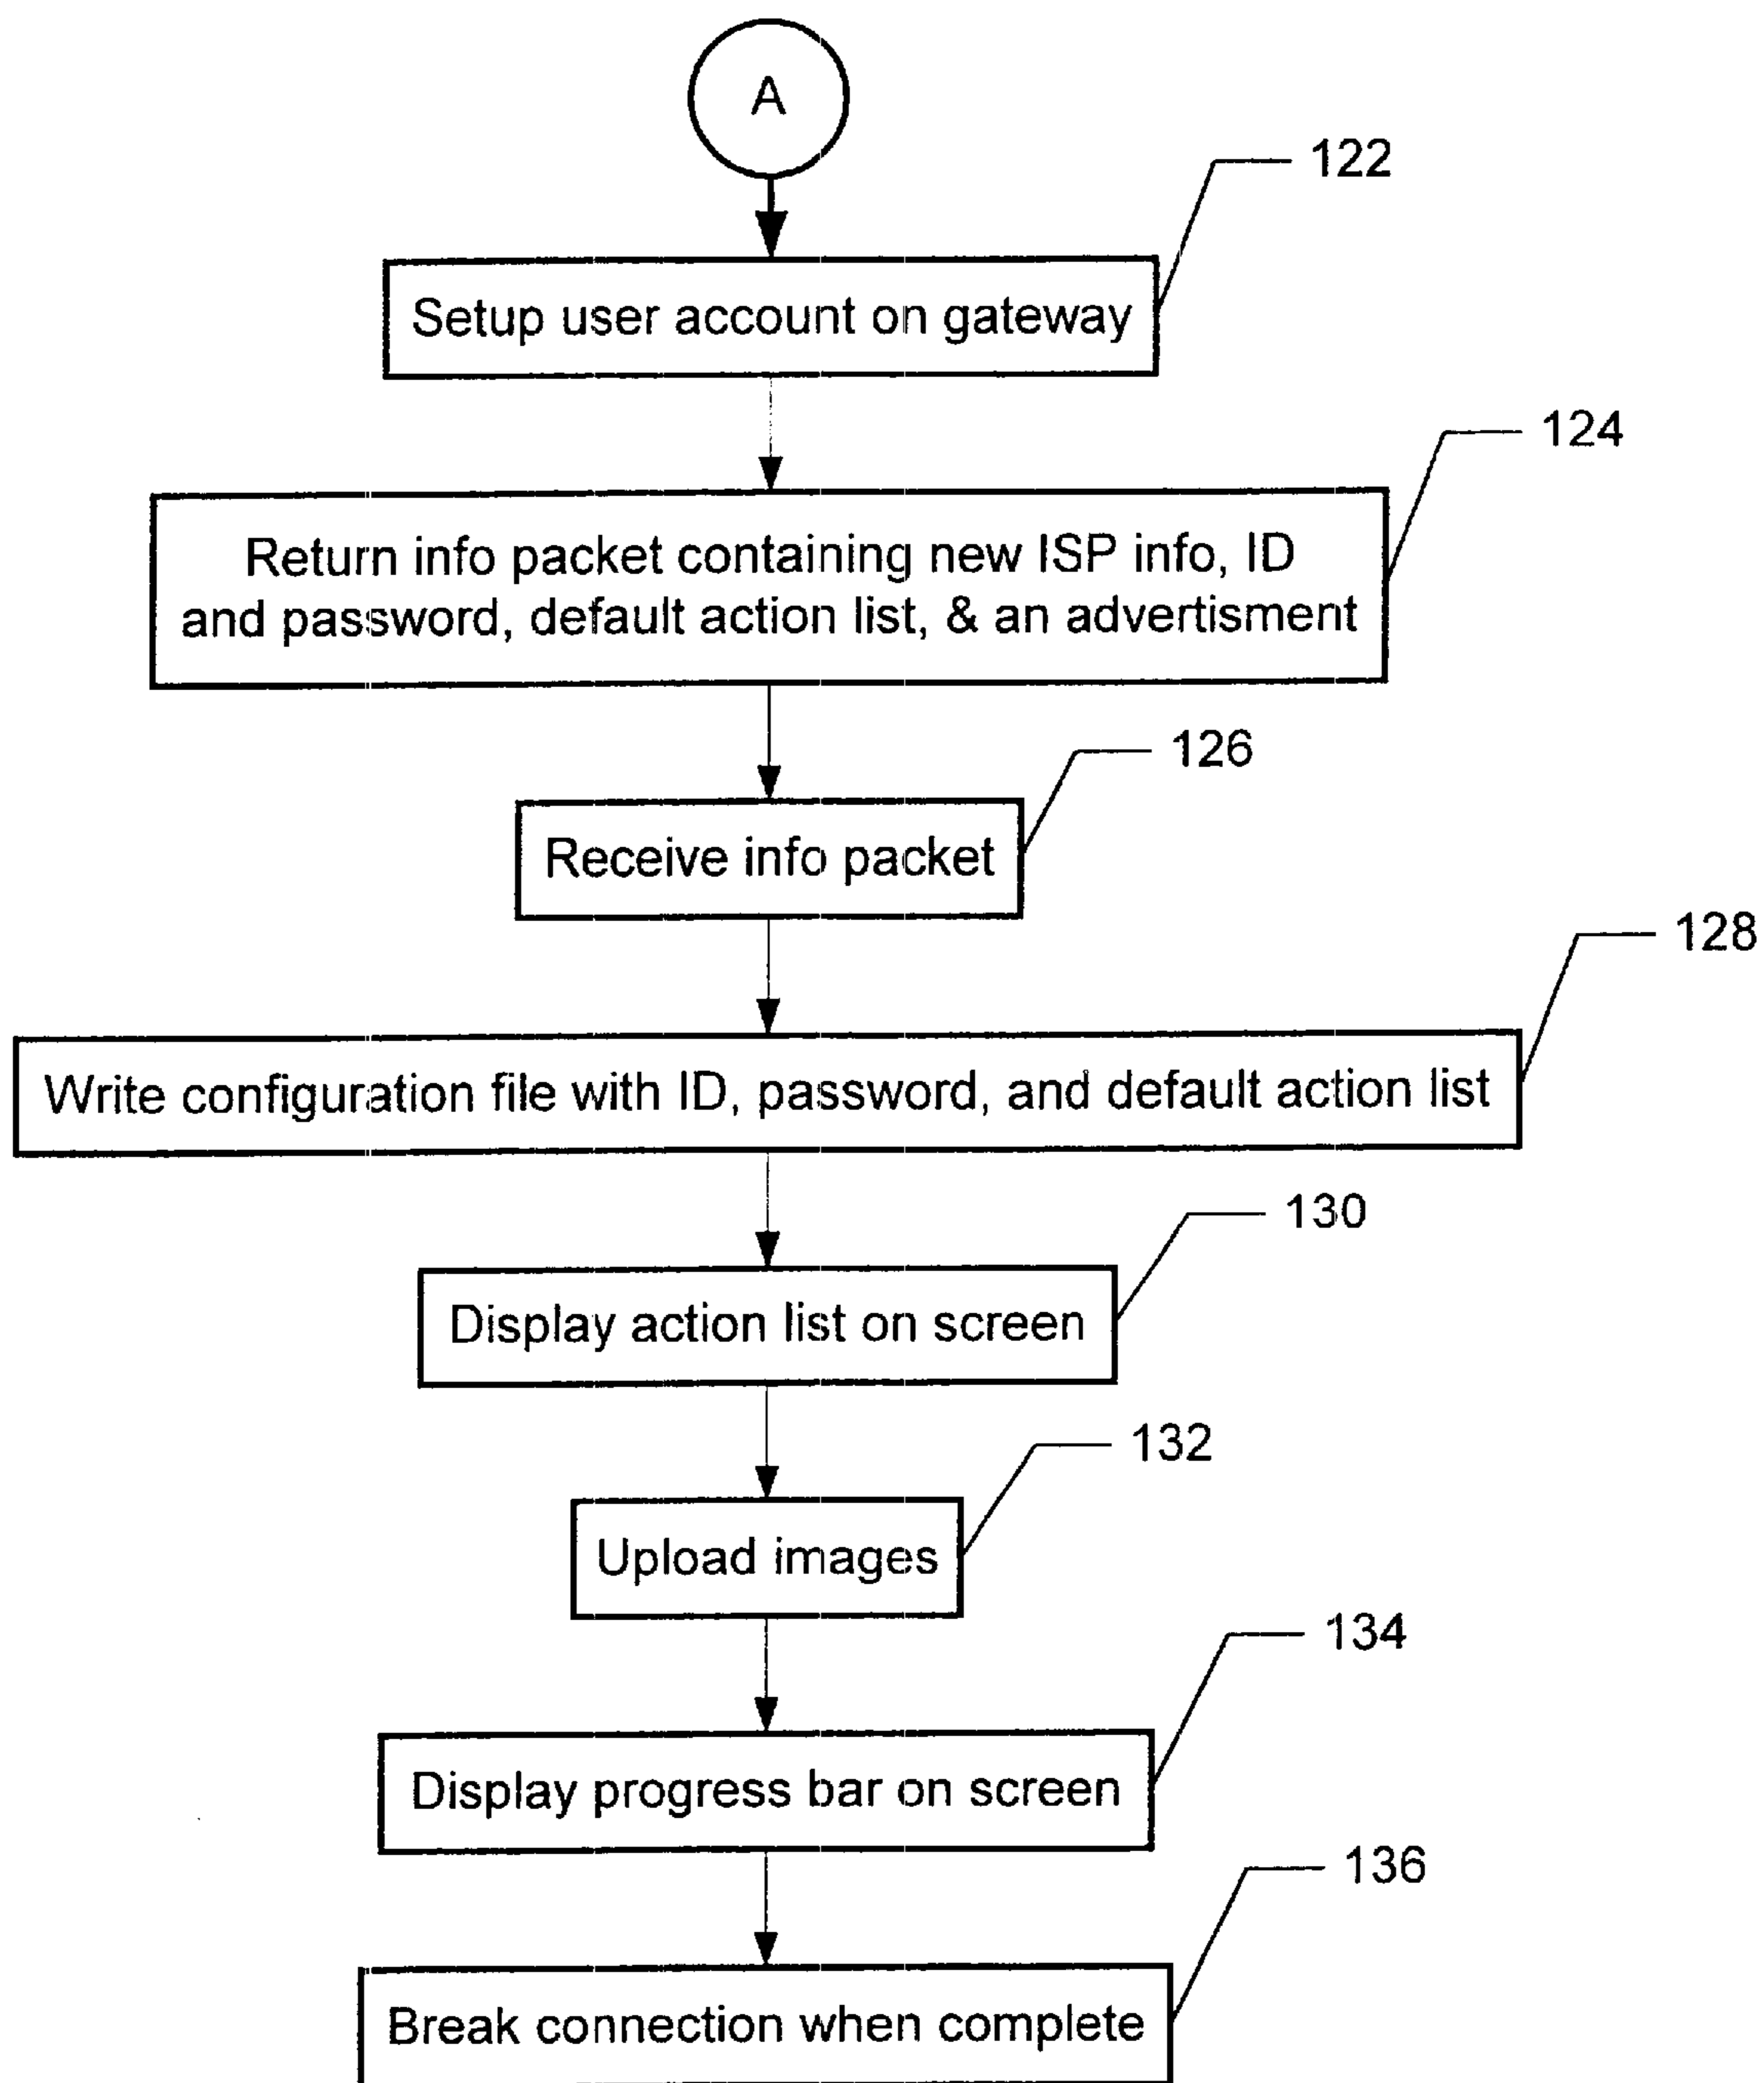 A
122
Setup user account on gateway
124
Return info packet containing new ISP info, ID
and password, default action list, & an advertisment
126
Receive info packet
128
Write configuration file with ID, password, and default action list
130
Display action list on screen
132
Upload images
134
Display progress bar on screen
136
Break connection when complete